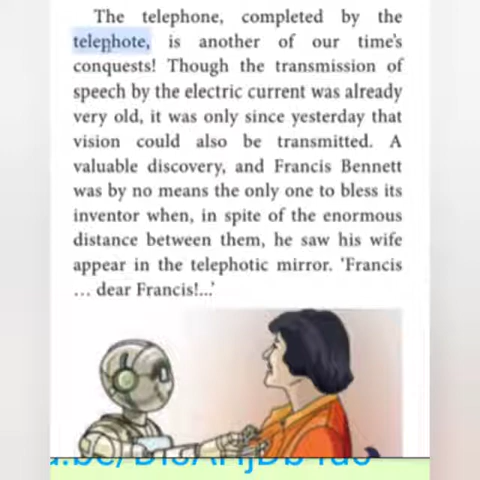 The telephone, completed by the
telephote, is another of our time's
conquests! Though the transmission of
speech by the electric current was already
very old, it was only since yesterday that
vision could also be transmitted. A
valuable discovery, and Francis Bennett
was by no means the only one to bless its
inventor when, in spite of the enormous
distance between them, he saw his wife
appear in the telephotic mirror. 'Francis
... dear Francis!...'